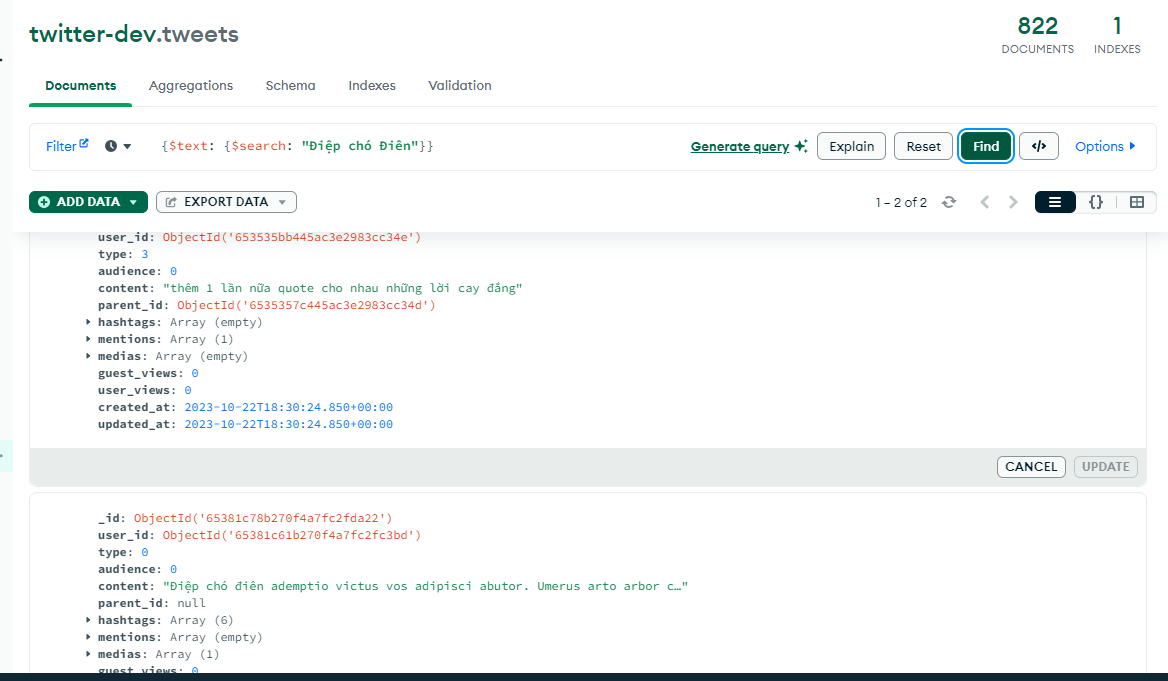 twitter-dev.tweets
822 1
DOCUMENTS INDEXES
Documents Aggregations Schema Indexes Validation
Filter {$text: {$search: "Điệp chó Điên"}} Generate query Explain Reset Find </> Options
ADD DATA EXPORT DATA 1 – 2 of 2 {}
user_id: ObjectId('653535bb445ac3e2983cc34e')
type: 3
audience: 0
content: "thêm 1 lần nữa quote cho nhau những lời cay đắng"
parent_id: ObjectId('6535357c445ac3e2983cc34d')
hashtags: Array (empty)
mentions: Array (1)
medias: Array (empty)
guest_views: 0
user_views: 0
created_at: 2023-10-22T18:30:24.850+00:00
updated_at: 2023-10-22T18:30:24.850+00:00
CANCEL UPDATE
_id: ObjectId('65381c78b270f4a7fc2fda22')
user_id: ObjectId('65381c61b270f4a7fc2fc3bd')
type: 0
audience: 0
content: "Điệp chó điên ademptio victus vos adipisci abutor. Umerus arto arbor c…"
parent_id: null
hashtags: Array (6)
mentions: Array (empty)
medias: Array (1)
guest_views: 0